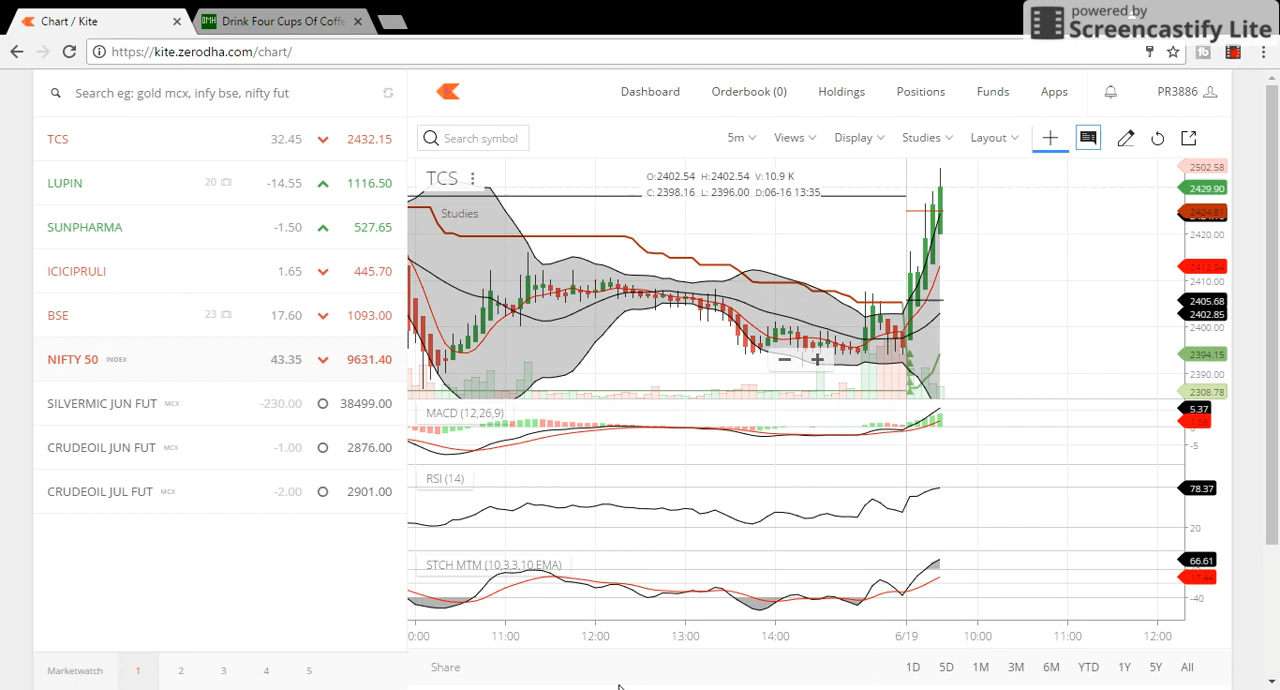 Chart / Kite
Drink Four Cups Of Coffe
powered by
Screencastify Lite
https://kite.zerodha.com/chart/
Search eg: gold mcx, infy bse, nifty fut
Dashboard Orderbook (0) Holdings Positions Funds Apps PR3886
TCS 32.45 2432.15
LUPIN 20 -14.55 1116.50
SUNPHARMA -1.50 527.65
ICICIPRULI 1.65 445.70
BSE 23 17.60 1093.00
NIFTY 50 INDEX 43.35 9631.40
SILVERMIC JUN FUT MCX -230.00 38499.00
CRUDEOIL JUN FUT MCX -1.00 2876.00
CRUDEOIL JUL FUT MCX -2.00 2901.00
Marketwatch 1 2 3 4 5
Search symbol 5m Views Display Studies Layout
TCS
O:2402.54 H:2402.54 V:10.9 K
C:2398.16 L:2396.00 D:06-16 13:35
Studies
2502.58
2429.90
2424.81
2420.00
2412.94
2410.00
2405.68
2402.85
2400.00
2394.15
2390.00
2308.78
MACD (12,26,9)
5.37
-5
RSI (14)
78.37
20
STCH MTM (10,3,3,10,EMA)
66.61
17.44
-40
0:00 11:00 12:00 13:00 14:00 6/19 10:00 11:00 12:00
Share 1D 5D 1M 3M 6M YTD 1Y 5Y All